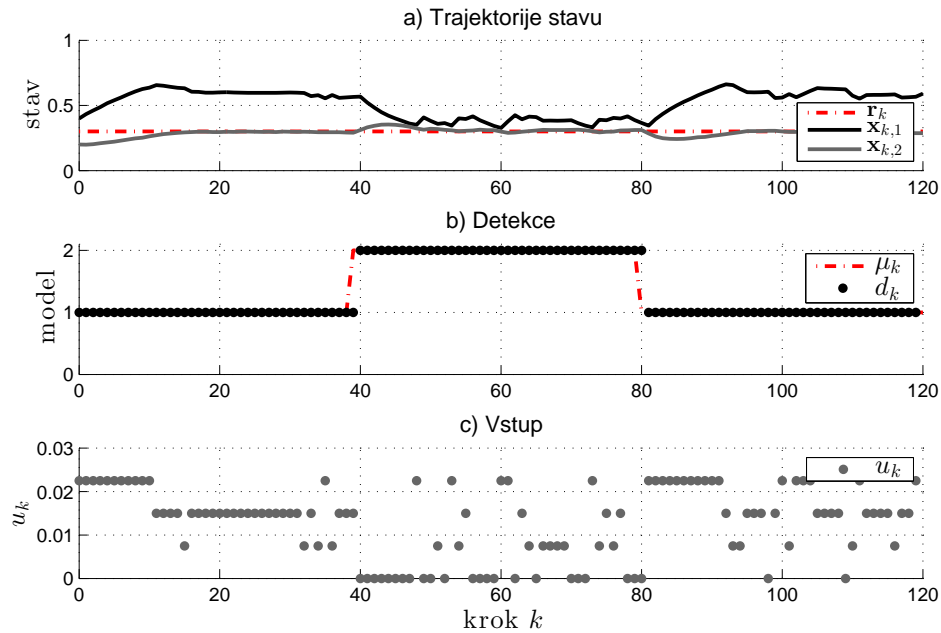 a) Trajektorije stavu
1
0.5
0
stav
r_k
x_{k,1}
x_{k,2}
0 20 40 60 80 100 120
b) Detekce
2
1
0
model
μ_k
d_k
0 20 40 60 80 100 120
c) Vstup
0.03
0.02
0.01
0
u_k
u_k
0 20 40 60 80 100 120
krok k